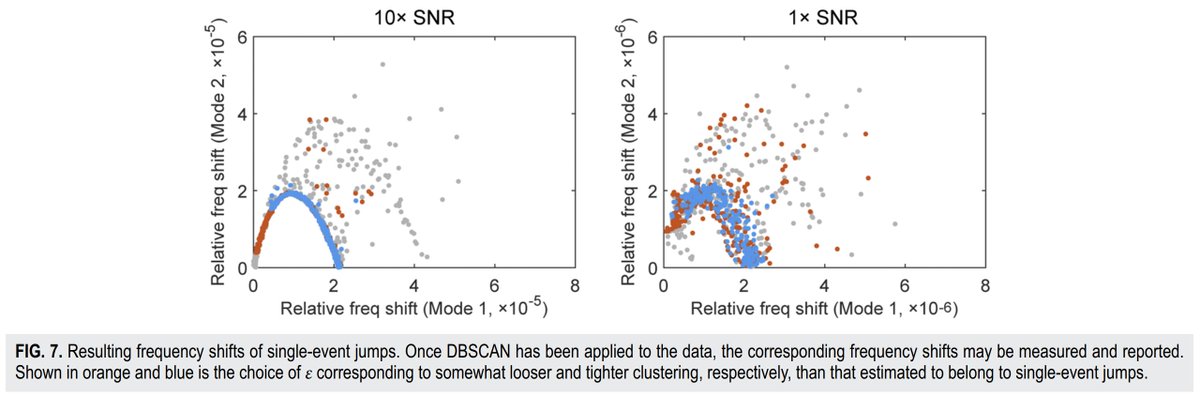 10× SNR
Relative freq shift (Mode 2, ×10-5)
6
4
2
0
0 2 4 6 8
Relative freq shift (Mode 1, ×10-5)
1× SNR
Relative freq shift (Mode 2, ×10-6)
6
4
2
0
0 2 4 6 8
Relative freq shift (Mode 1, ×10-6)
FIG. 7. Resulting frequency shifts of single-event jumps. Once DBSCAN has been applied to the data, the corresponding frequency shifts may be measured and reported.
Shown in orange and blue is the choice of ε corresponding to somewhat looser and tighter clustering, respectively, than that estimated to belong to single-event jumps.